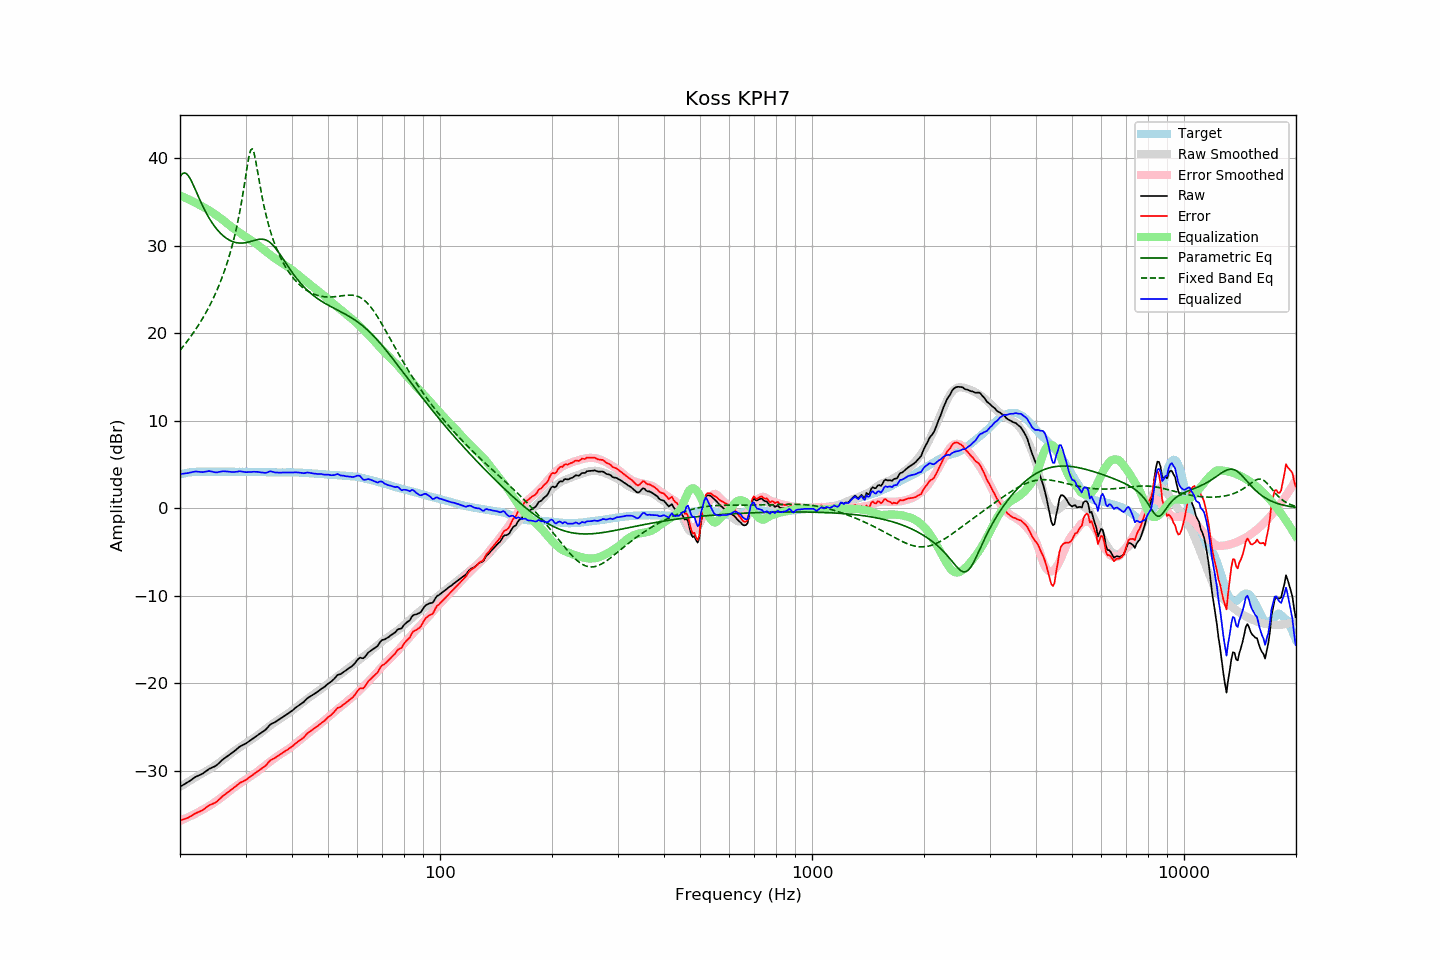 Koss KPH7
Target
Raw Smoothed
Error Smoothed
Raw
Error
Equalization
Parametric Eq
Fixed Band Eq
Equalized
Amplitude (dBr)
40
30
20
10
0
−10
−20
−30
100
1000
10000
Frequency (Hz)